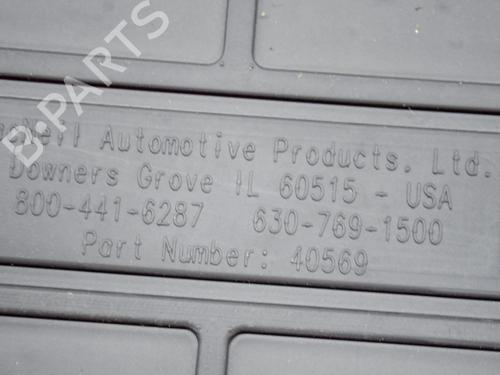 B PARTS
Automotive Products, Ltd.
Downers Grove IL 60515 - USA
800-441-6287 630-769-1500
Part Number: 40569